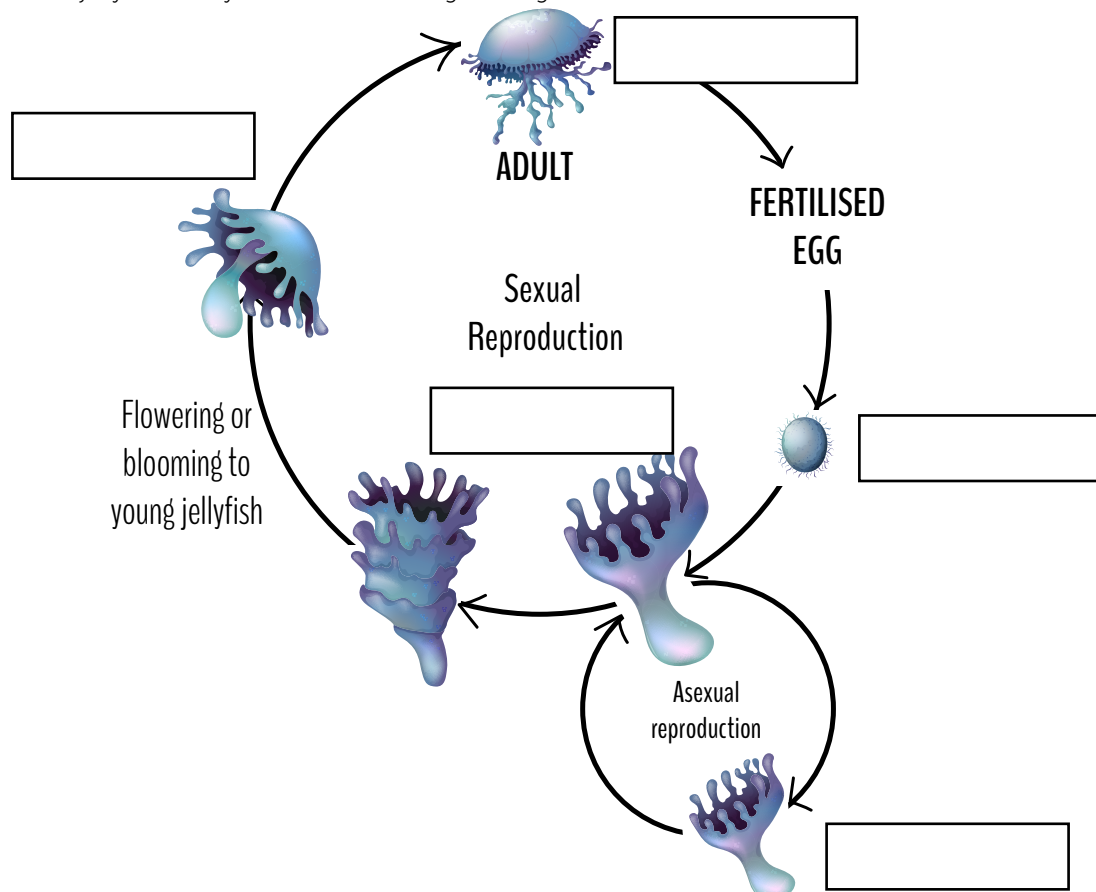 ADULT
FERTILISED
EGG
Sexual
Reproduction
Flowering or
blooming to
young jellyfish
Asexual
reproduction